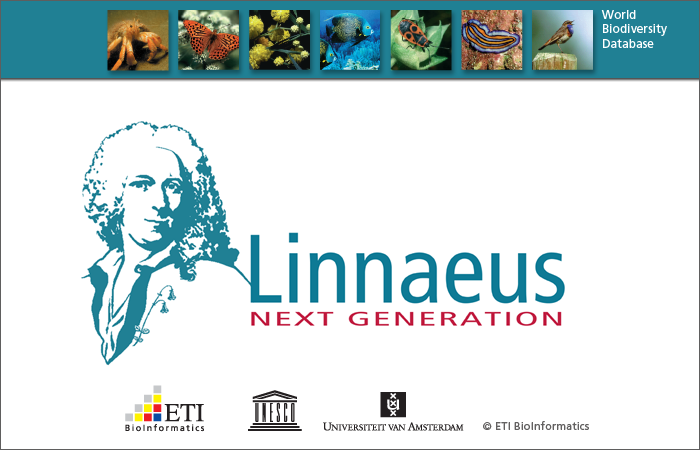 World
Biodiversity
Database
Linnaeus
NEXT GENERATION
ETI
BioInformatics
UNESCO
UNIVERSITEIT VAN AMSTERDAM
© ETI BioInformatics